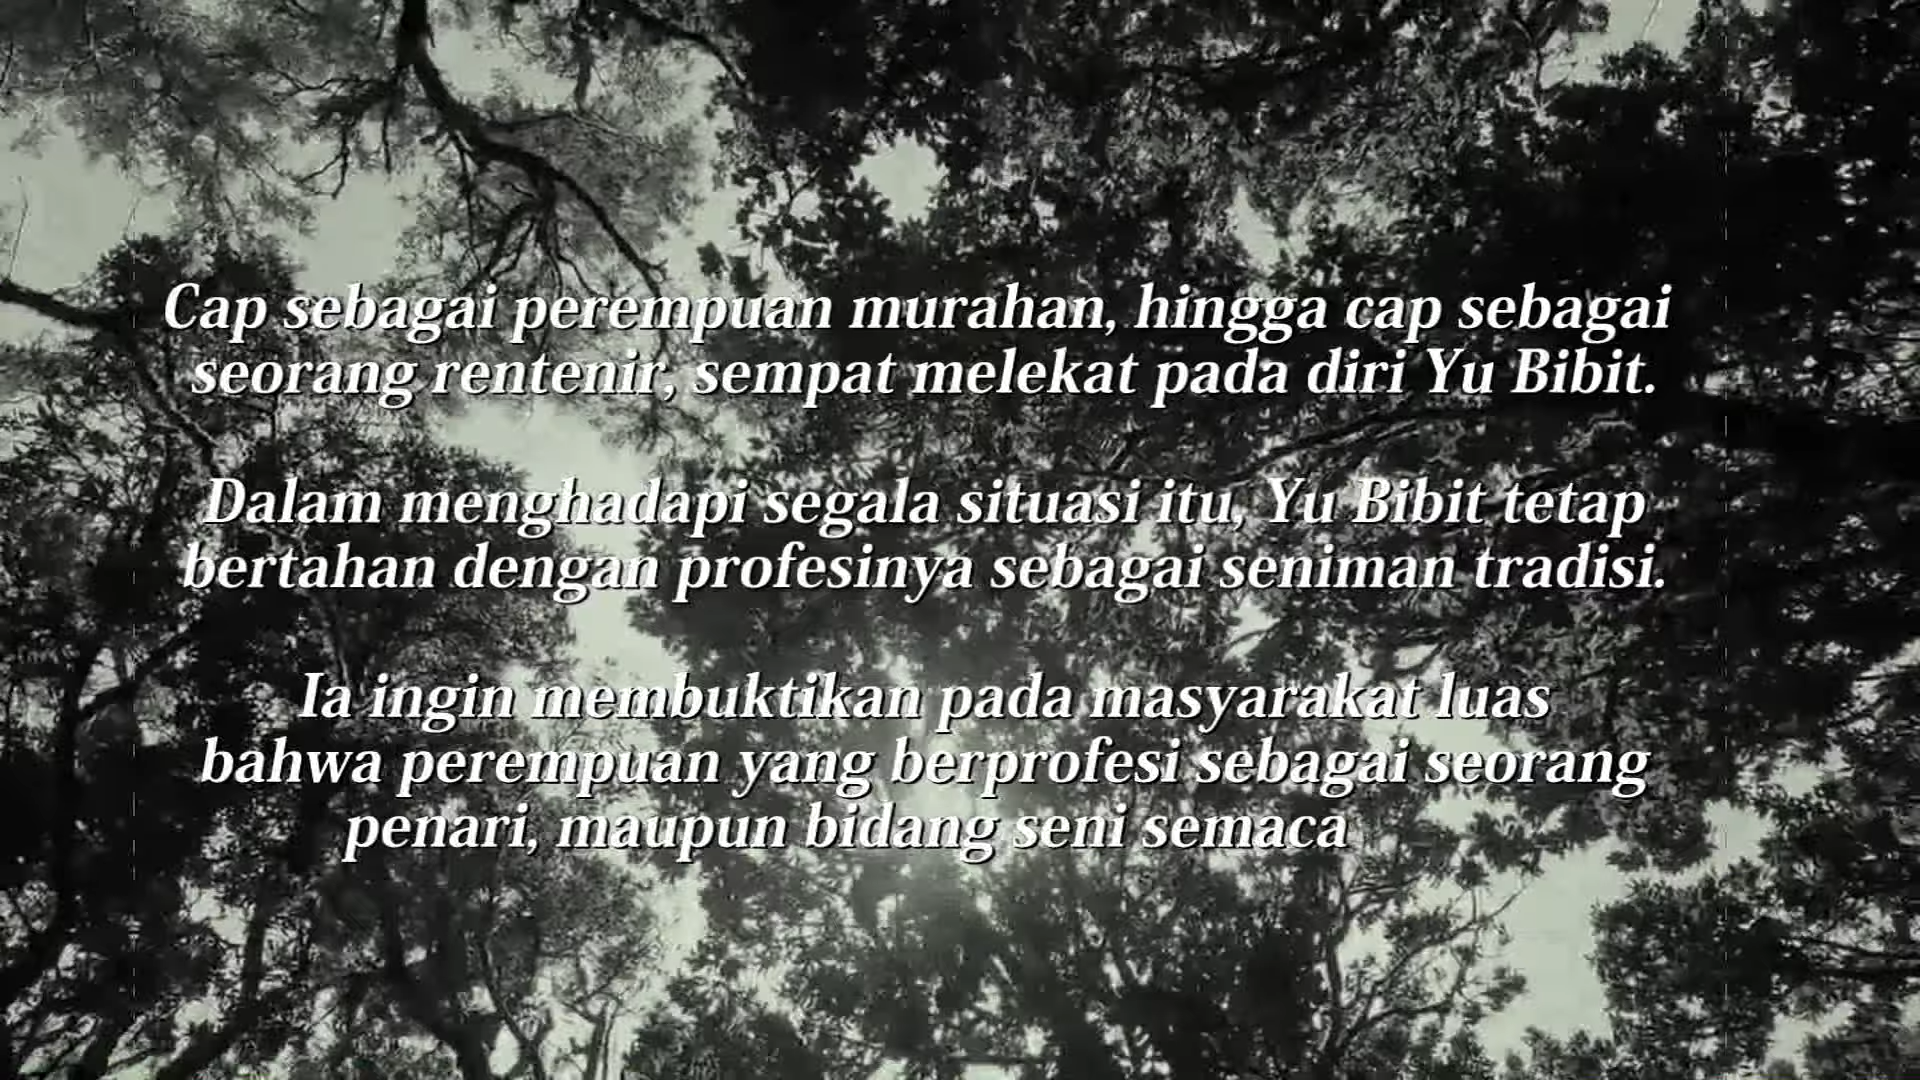 Cap sebagai perempuan murahan, hingga cap sebagai
seorang rentenir, sempat melekat pada diri Yu Bibit.
Dalam menghadapi segala situasi itu, Yu Bibit tetap
bertahan dengan profesinya sebagai seniman tradisi.
Ia ingin membuktikan pada masyarakat luas
bahwa perempuan yang berprofesi sebagai seorang
penari, maupun bidang seni semaca